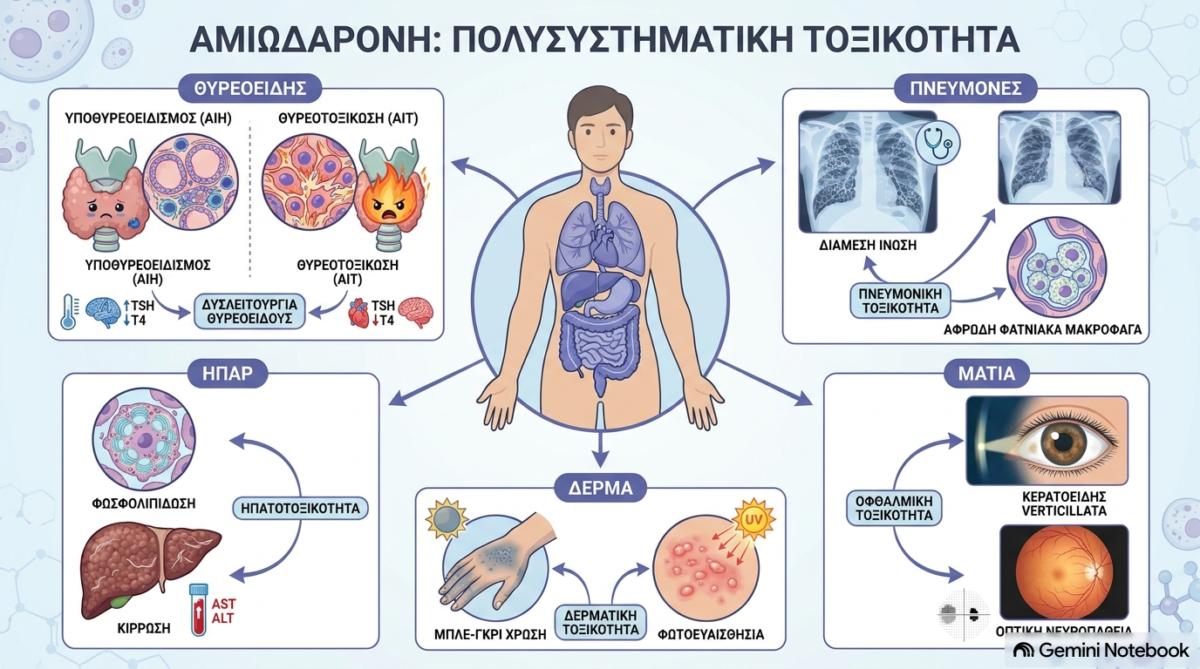 ΑΜΙΩΔΑΡΟΝΗ: ΠΟΛΥΣΥΣΤΗΜΑΤΙΚΗ ΤΟΞΙΚΟΤΗΤΑ
ΘΥΡΕΟΕΙΔΗΣ
ΥΠΟΘΥΡΕΟΕΙΔΙΣΜΟΣ (AIH)
ΘΥΡΕΟΤΟΞΙΚΩΣΗ (AIT)
ΥΠΟΘΥΡΕΟΕΙΔΙΣΜΟΣ
(AIH)
ΘΥΡΕΟΤΟΞΙΚΩΣΗ
(AIT)
↑TSH
↓T4
ΔΥΣΛΕΙΤΟΥΡΓΙΑ
ΘΥΡΕΟΕΙΔΟΥΣ
TSH
↓T4
ΠΝΕΥΜΟΝΕΣ
ΔΙΑΜΕΣΗ ΙΝΩΣΗ
ΠΝΕΥΜΟΝΙΚΗ
ΤΟΞΙΚΟΤΗΤΑ
ΑΦΡΩΔΗ ΦΑΤΝΙΑΚΑ ΜΑΚΡΟΦΑΓΑ
ΗΠΑΡ
ΦΩΣΦΟΛΙΠΙΔΩΣΗ
ΗΠΑΤΟΤΟΞΙΚΟΤΗΤΑ
ΚΙΡΡΩΣΗ
AST
ALT
ΔΕΡΜΑ
UV
ΜΠΛΕ-ΓΚΡΙ ΧΡΩΣΗ
ΔΕΡΜΑΤΙΚΗ
ΤΟΞΙΚΟΤΗΤΑ
ΦΩΤΟΕΥΑΙΣΘΗΣΙΑ
ΜΑΤΙΑ
ΟΦΘΑΛΜΙΚΗ
ΤΟΞΙΚΟΤΗΤΑ
ΚΕΡΑΤΟΕΙΔΗΣ
VERTICILLATA
ΟΠΤΙΚΗ ΝΕΥΡΟΠΑΘΕΙΑ
Gemini Notebook